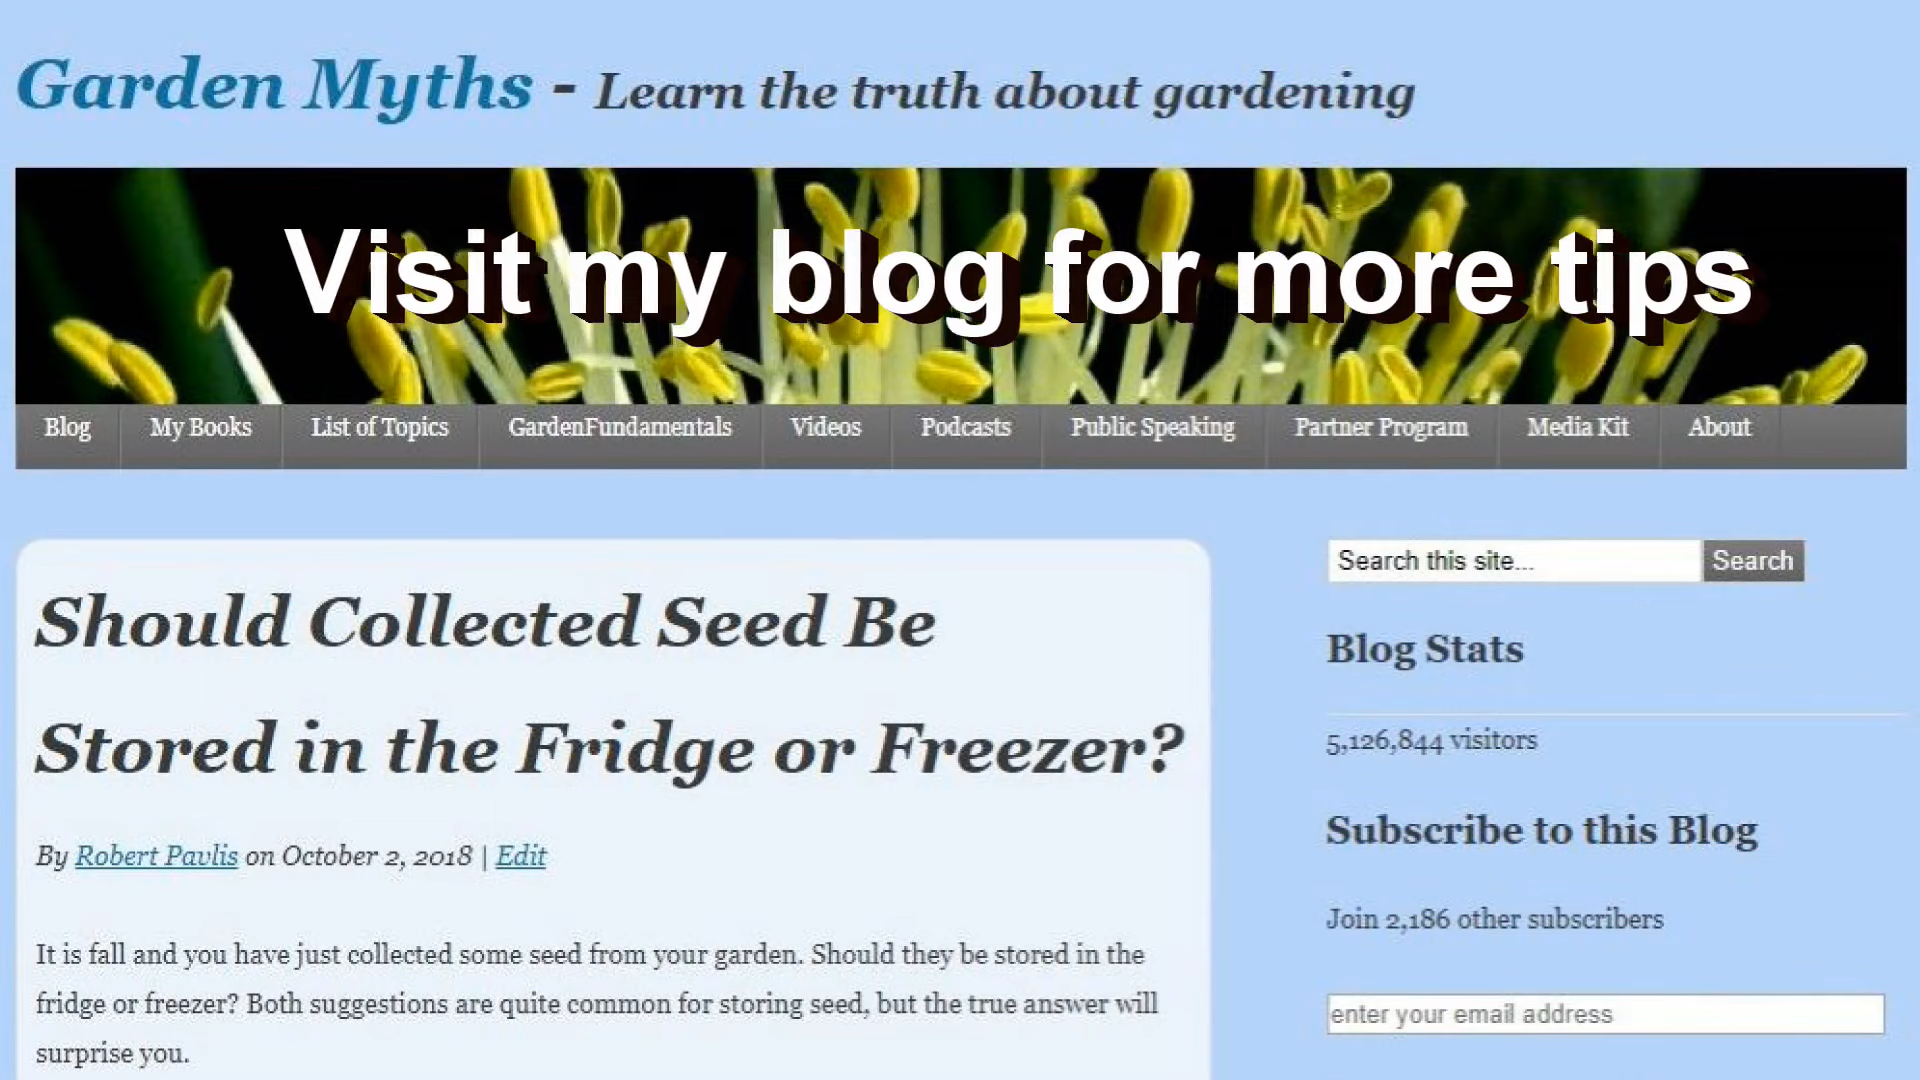 Garden Myths - Learn the truth about gardening
Visit my blog for more tips
Blog My Books List of Topics GardenFundamentals Videos Podcasts Public Speaking Partner Program Media Kit About
Should Collected Seed Be
Stored in the Fridge or Freezer?
By Robert Pavlis on October 2, 2018 | Edit
It is fall and you have just collected some seed from your garden. Should they be stored in the
fridge or freezer? Both suggestions are quite common for storing seed, but the true answer will
surprise you.
Search this site... Search
Blog Stats
5,126,844 visitors
Subscribe to this Blog
Join 2,186 other subscribers
enter your email address